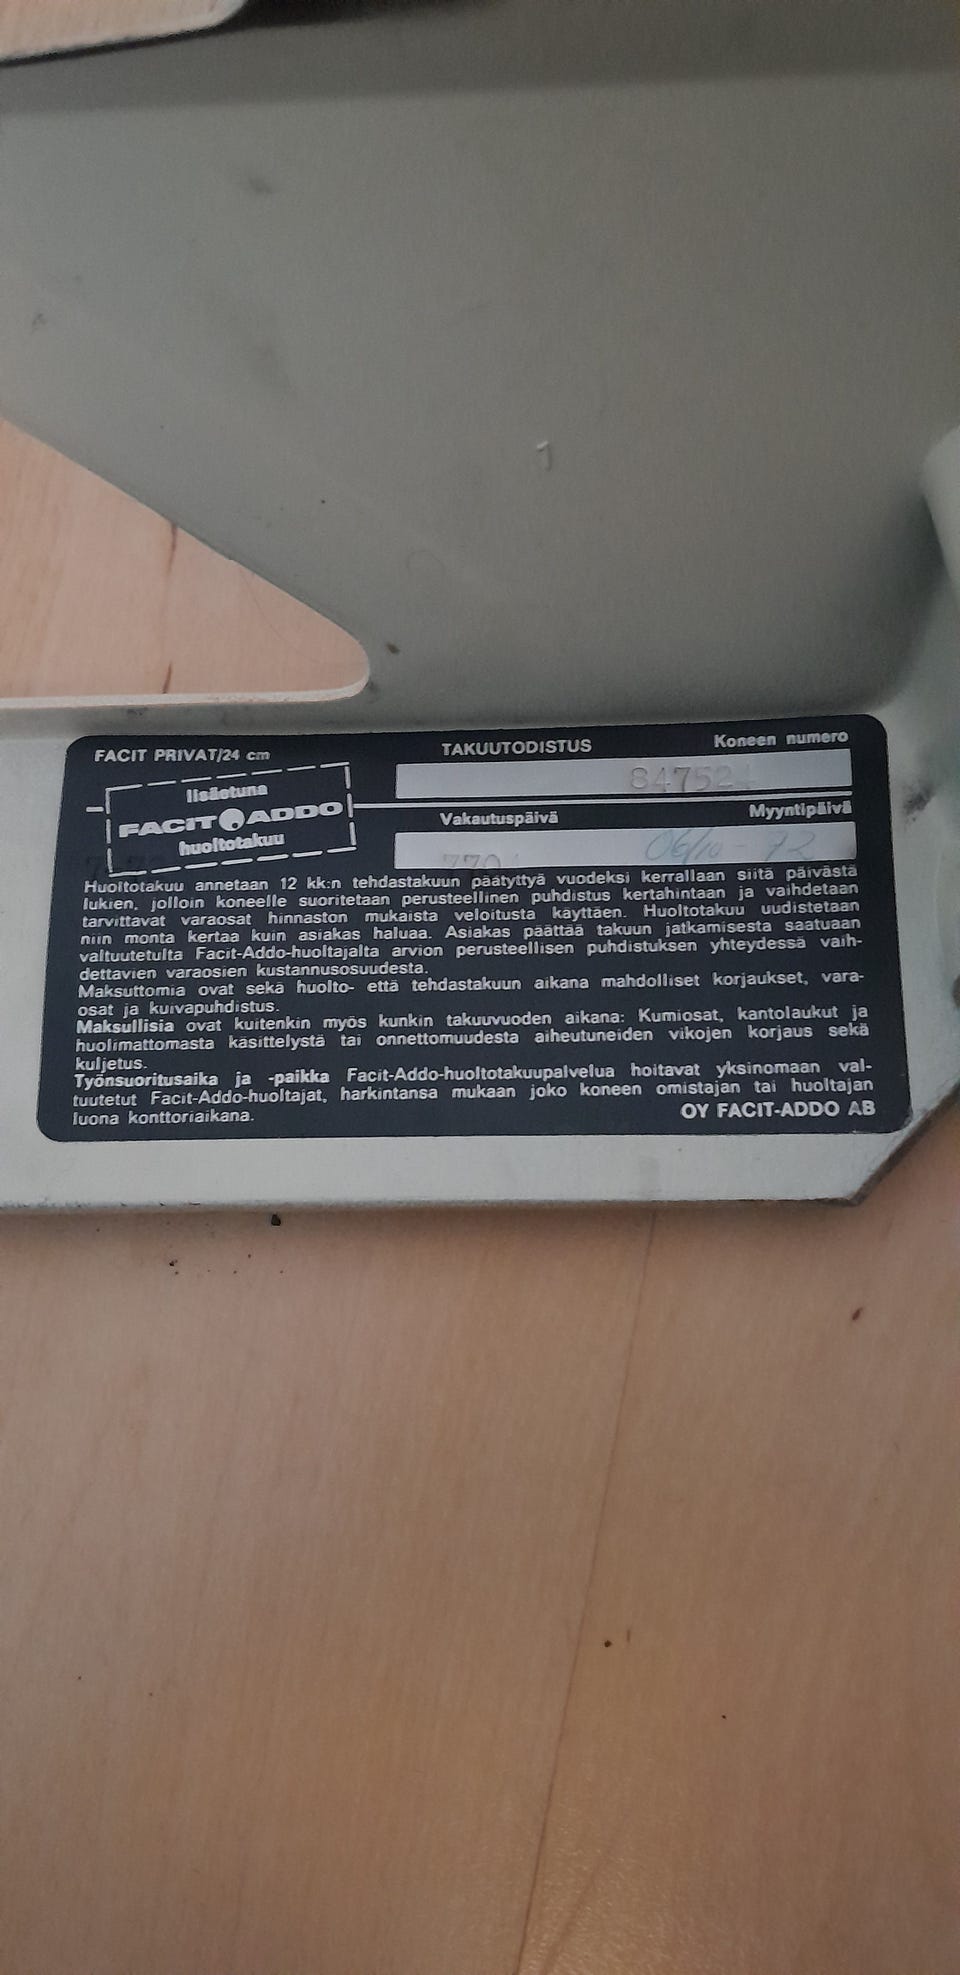 FACIT PRIVAT/24 cm
TAKUUTODISTUS
Koneen numero
lisäetuna
FACIT ADDO
huoltotakuu
84752
Vakautuspäivä
Myyntipäivä
06/10 - 72
Huoltotakuu annetaan 12 kk:n tehdastakuun päätyttyä vuodeksi kerrallaan siitä päivästä
lukien, jolloin koneelle suoritetaan perusteellinen puhdistus kertahintaan ja vaihdetaan
tarvittavat varaosat hinnaston mukaista veloitusta käyttäen. Huoltotakuu uudistetaan
niin monta kertaa kuin asiakas haluaa. Asiakas päättää takuun jatkamisesta saatuaan
valtuutetulta Facit-Addo-huoltajalta arvion perusteellisen puhdistuksen yhteydessä vaih-
dettavien varaosien kustannusosuudesta.
Maksuttomia ovat sekä huolto- että tehdastakuun aikana mahdolliset korjaukset, vara-
osat ja kuivapuhdistus.
Maksullisia ovat kuitenkin myös kunkin takuuvuoden aikana: Kumiosat, kantolaukut ja
huolimattomasta käsittelystä tai onnettomuudesta aiheutuneiden vikojen korjaus sekä
kuljetus.
Työnsuoritusaika ja -paikka Facit-Addo-huoltotakuupalvelua hoitavat yksinomaan val-
tuutetut Facit-Addo-huoltajat, harkintansa mukaan joko koneen omistajan tai huoltajan
luona konttoriaikana.
OY FACIT-ADDO AB